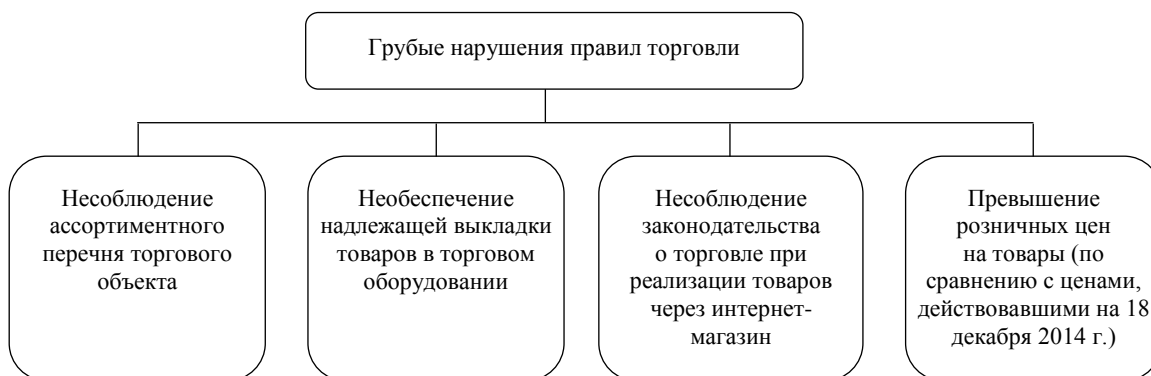 Грубые нарушения правил торговли
Несоблюдение
ассортиментного
перечня торгового
объекта
Необеспечение
надлежащей выкладки
товаров в торговом
оборудовании
Несоблюдение
законодательства
о торговле при
реализации товаров
через интернет-
магазин
Превышение
розничных цен
на товары (по
сравнению с ценами,
действовавшими на 18
декабря 2014 г.)